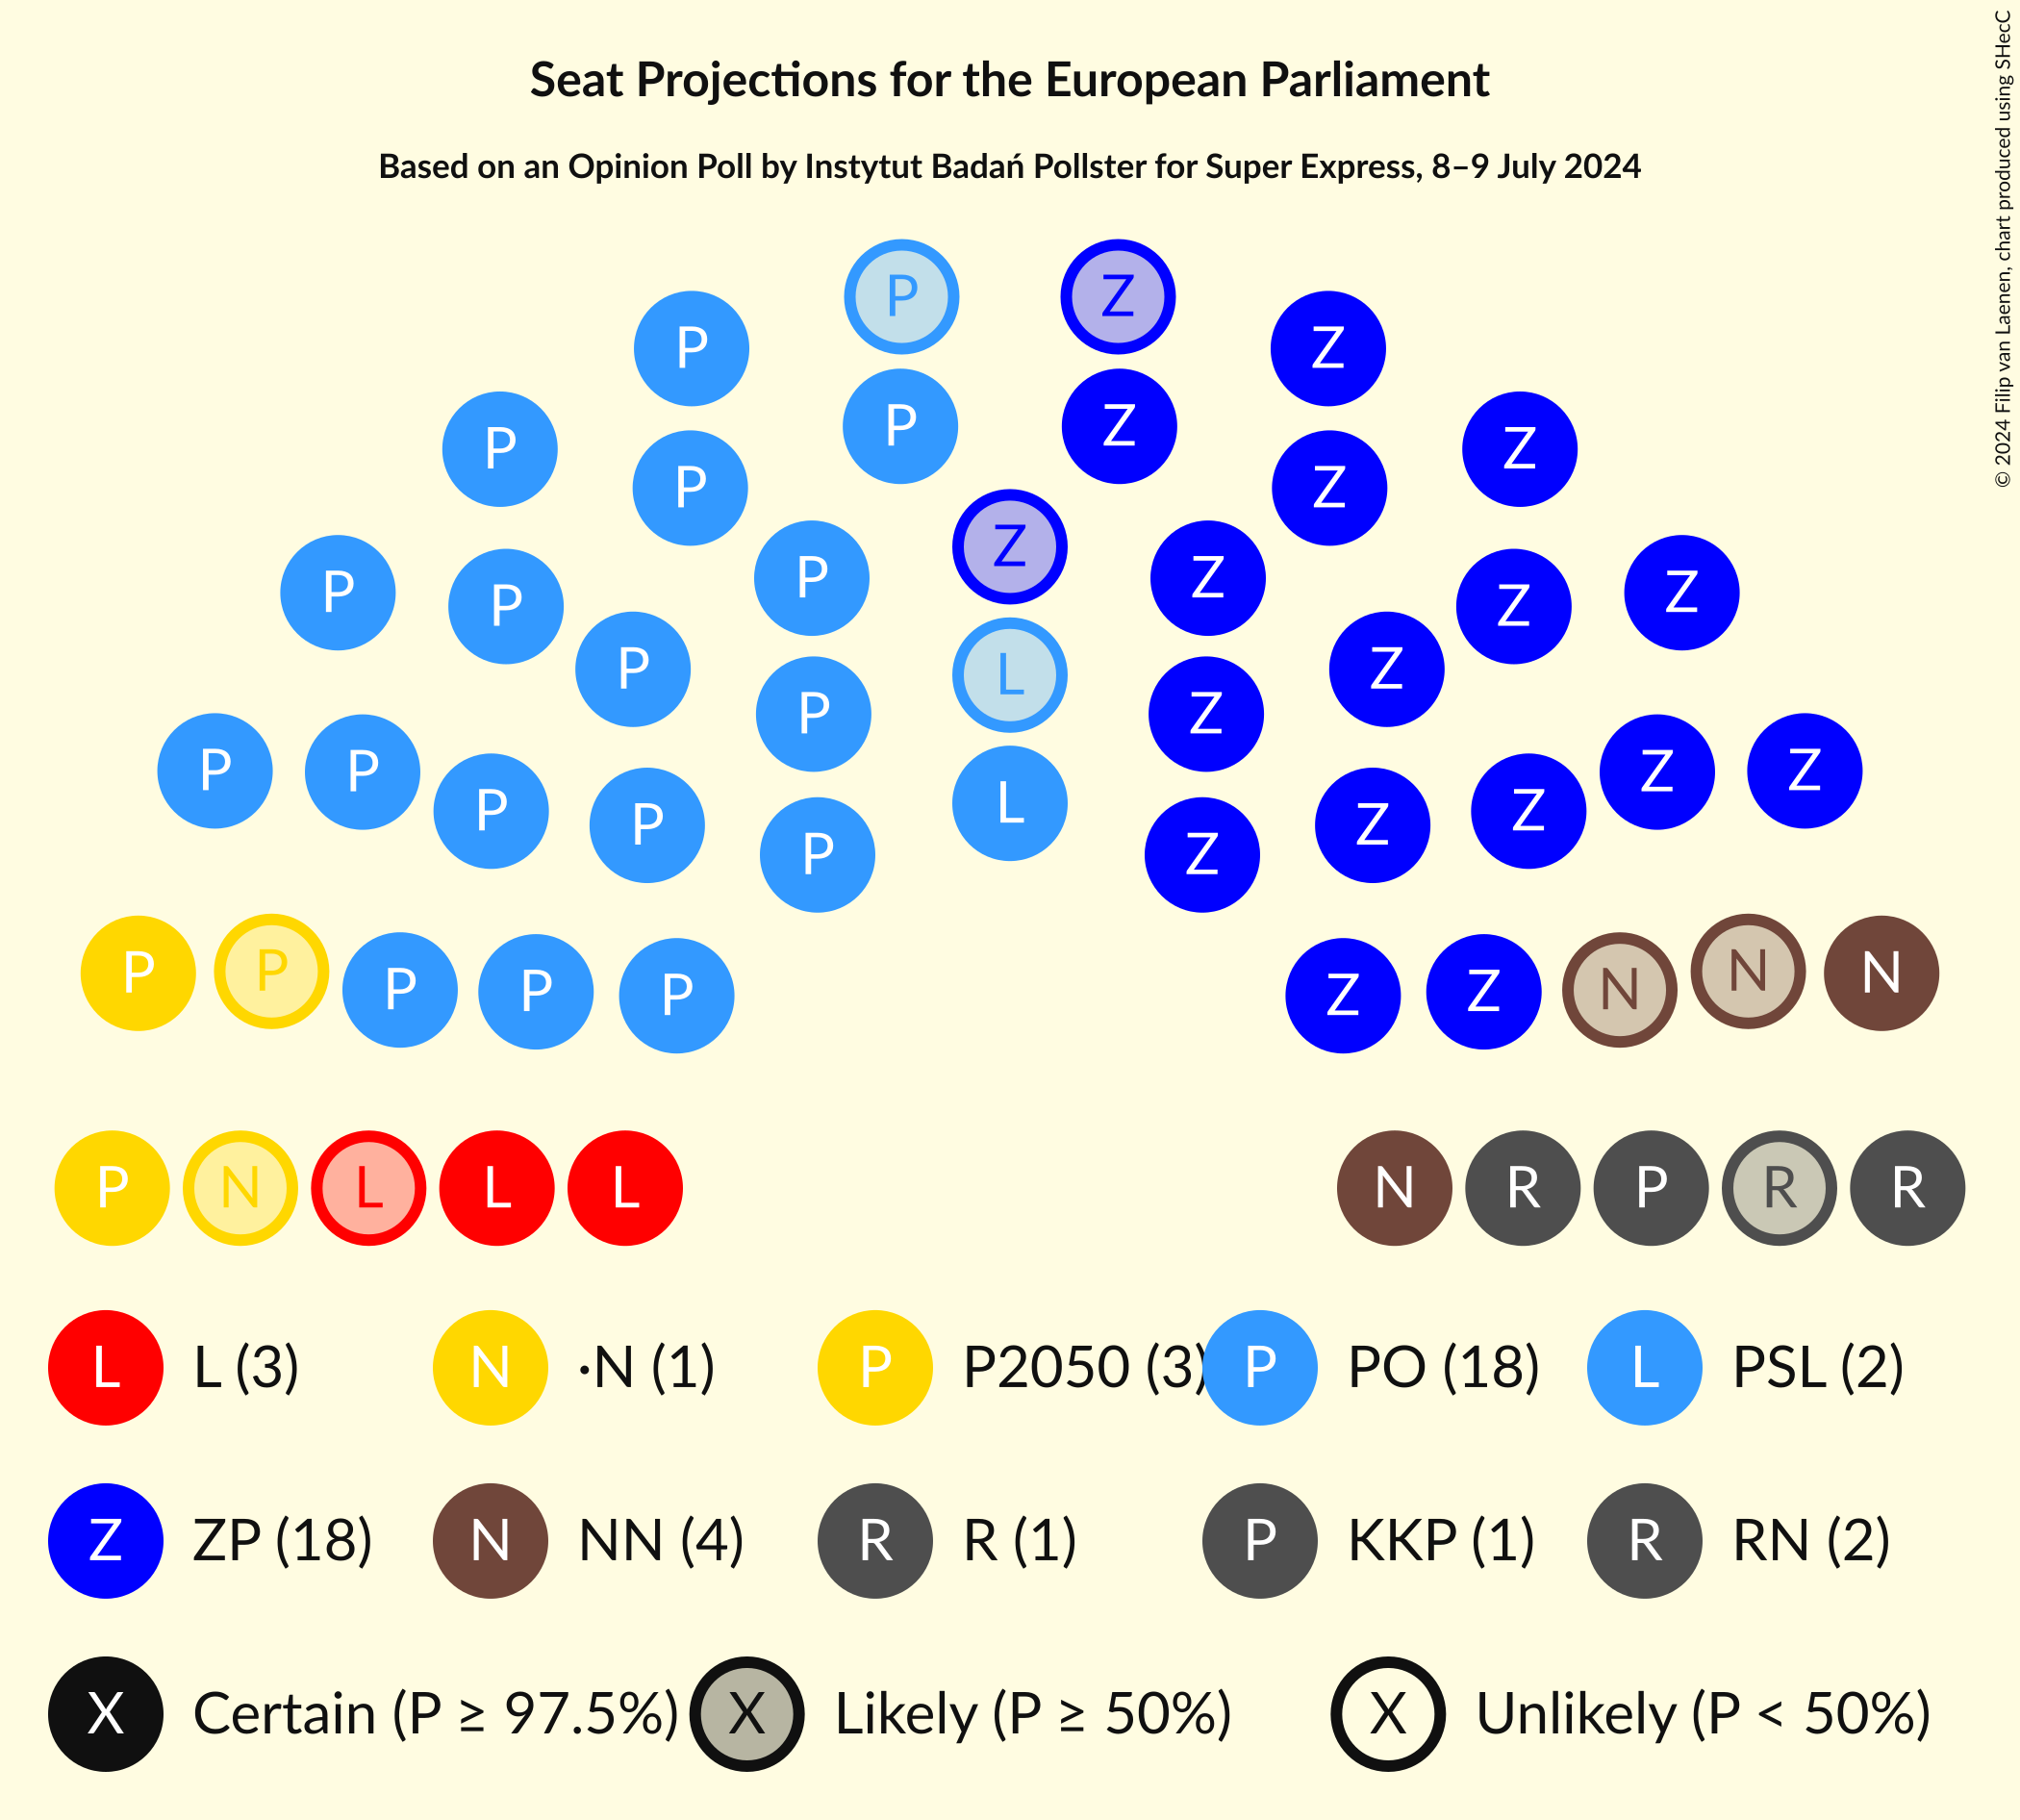 Seat Projections for the European Parliament
Based on an Opinion Poll by Instytut Badań Pollster for Super Express, 8–9 July 2024
© 2024 Filip van Laenen, chart produced using SHecC
P Z
P Z
P Z
P Z
P Z
Z
P Z
P Z
P Z
P Z
L
P Z
P Z
L
P P Z Z
P Z
P Z
P Z
P P P P P Z Z N N N
P N L L L N R P R R
L L (3) N ·N (1) P P2050 (3) P PO (18) L PSL (2)
Z ZP (18) N NN (4) R R (1) P KKP (1) R RN (2)
X Certain (P ≥ 97.5%) X Likely (P ≥ 50%) X Unlikely (P < 50%)